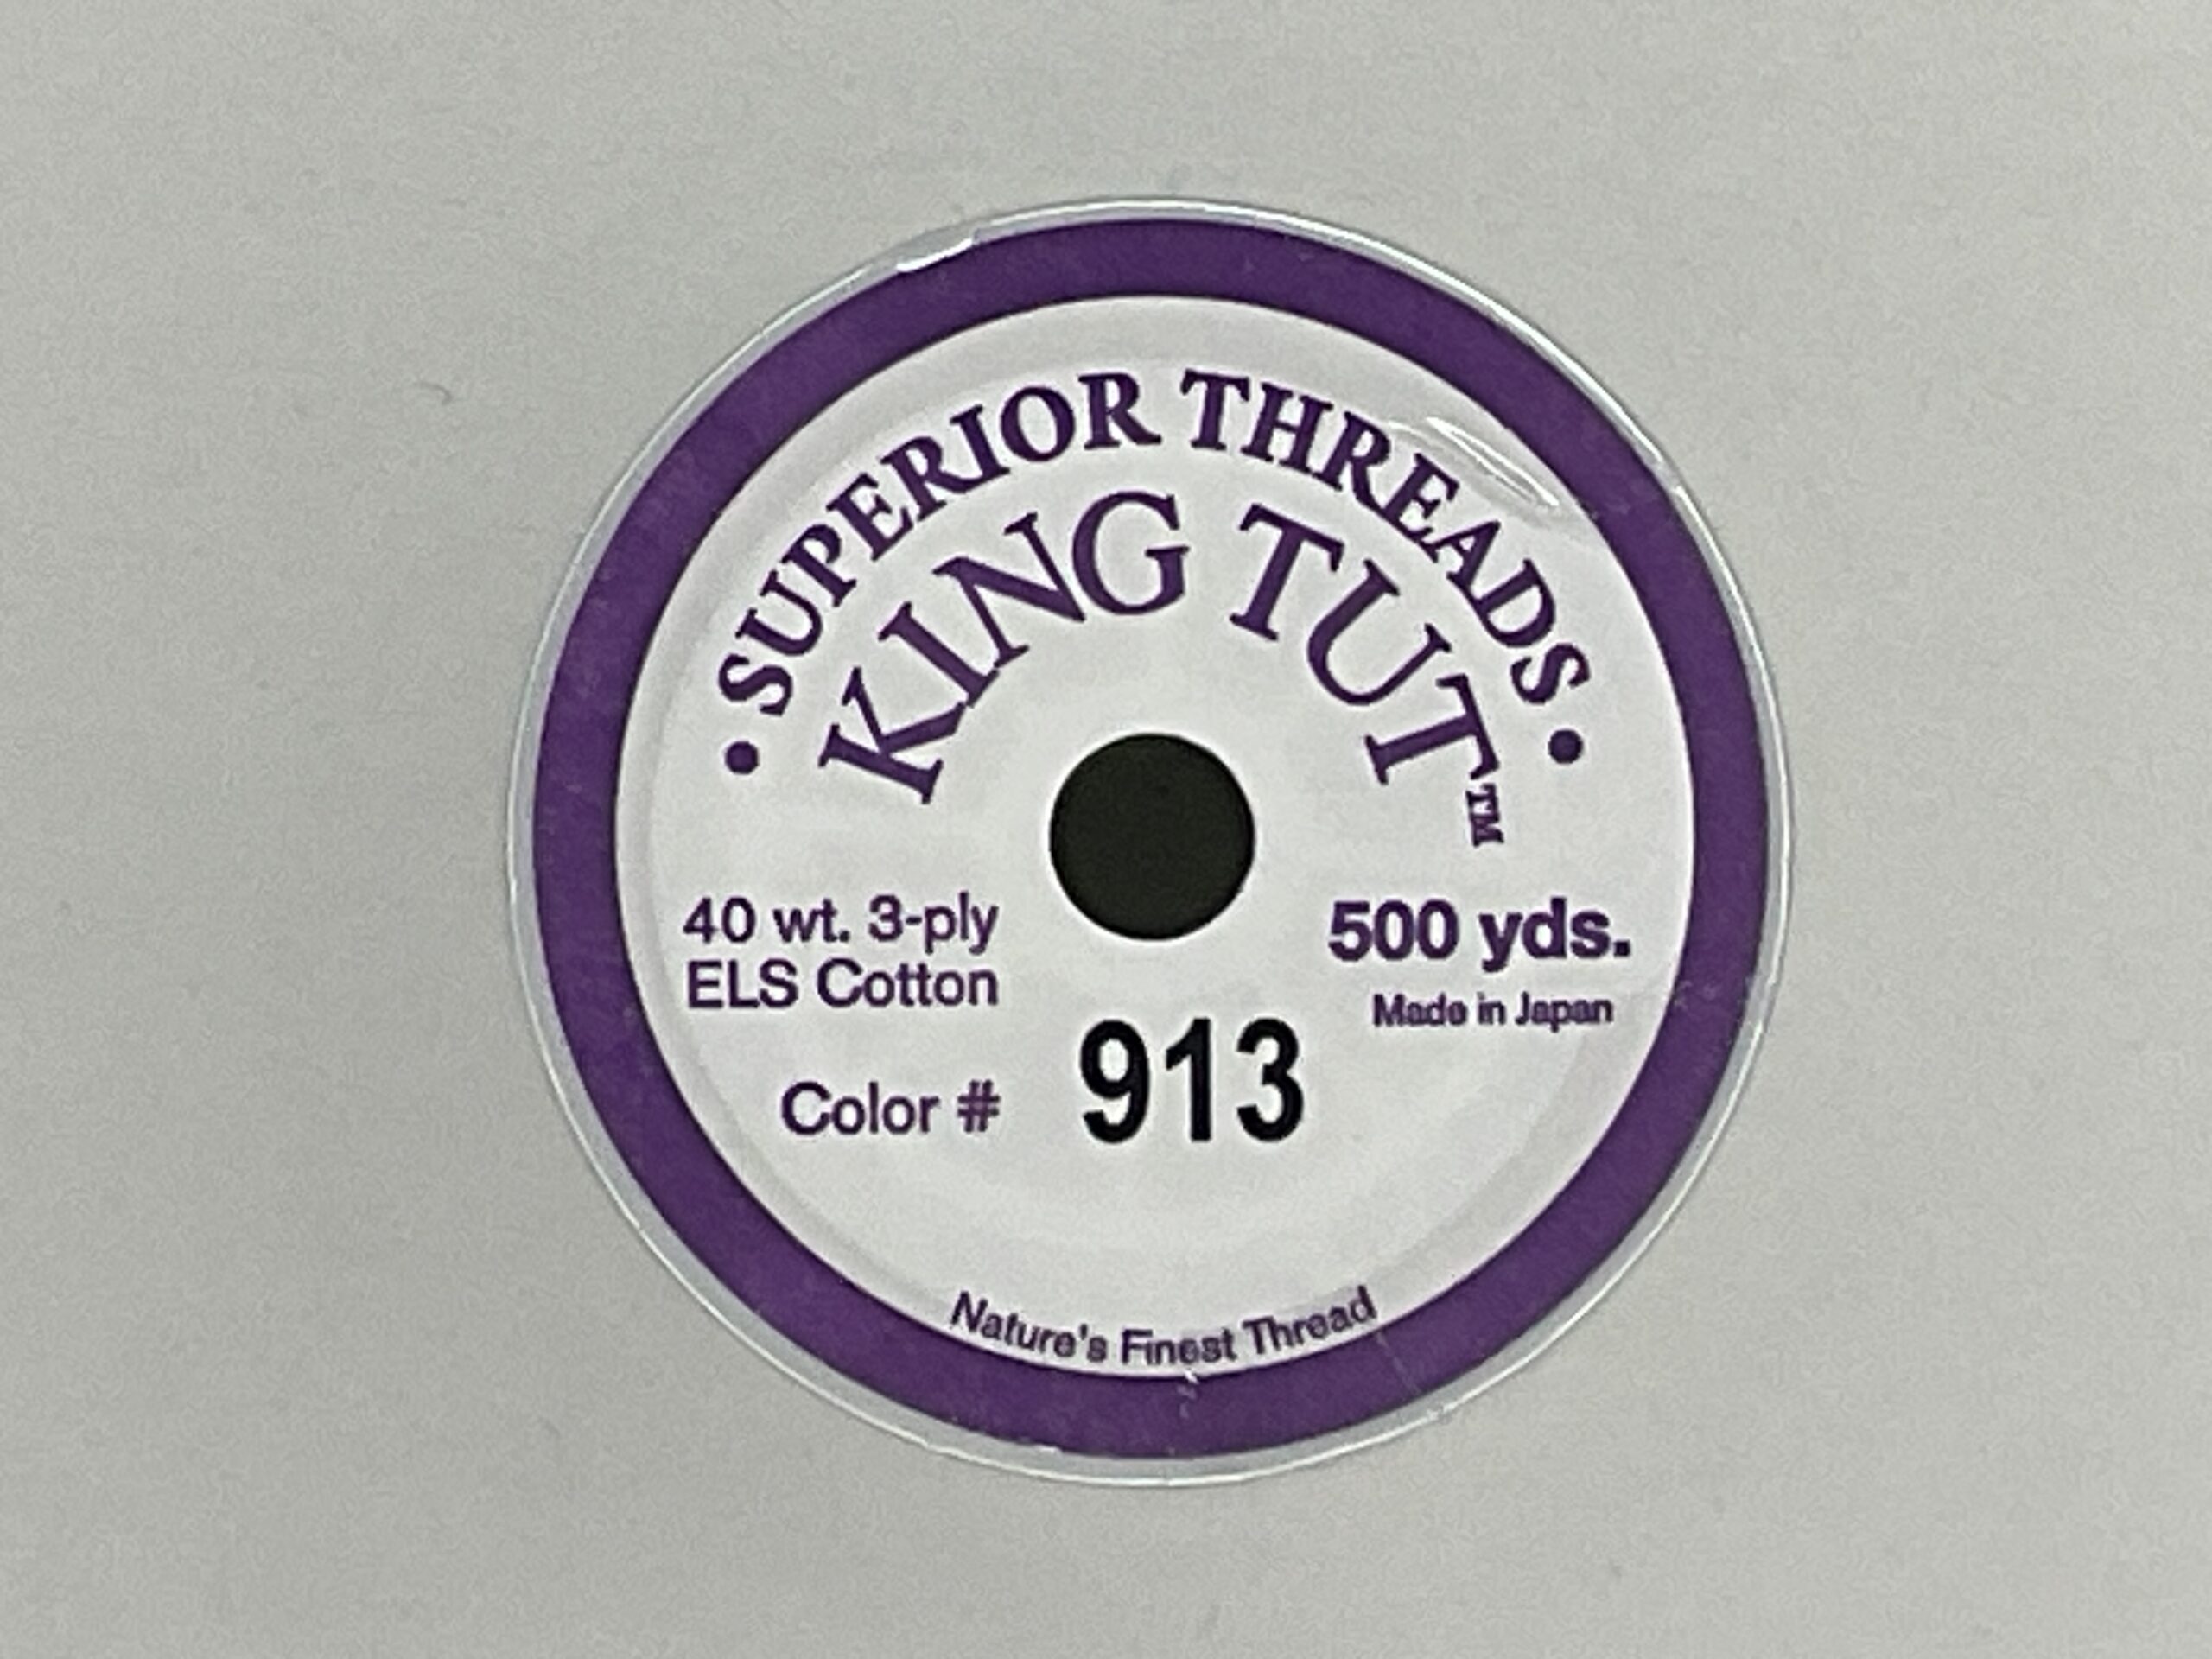 • SUPERIOR THREADS •
KING TUT™
40 wt. 3-ply
ELS Cotton
500 yds.
Made in Japan
Color # 913
Nature's Finest Thread